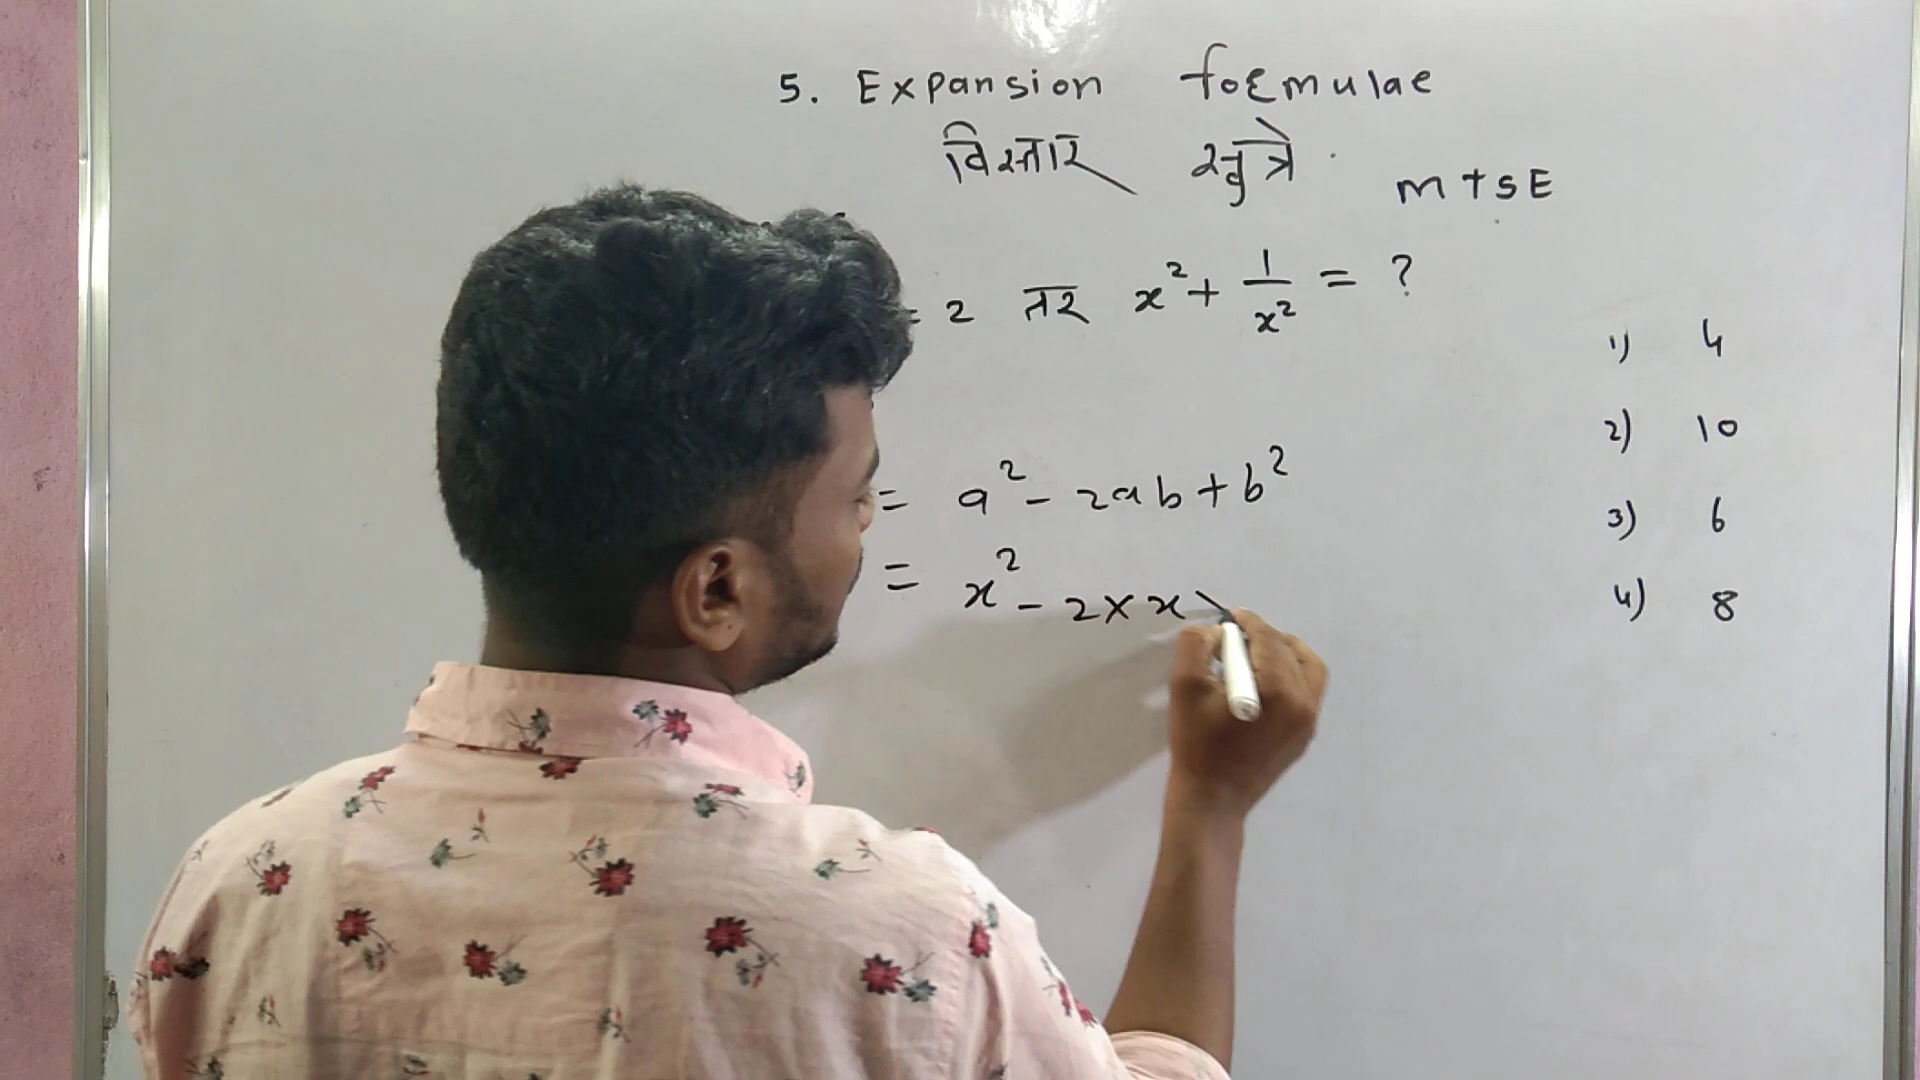 5. Expansion formulae
विस्तार सुत्रे.
MTSE
= 2 तर x² + 1/x² = ?
1) 4
2) 10
3) 6
4) 8
= a² - 2ab + b²
= x² - 2 × x